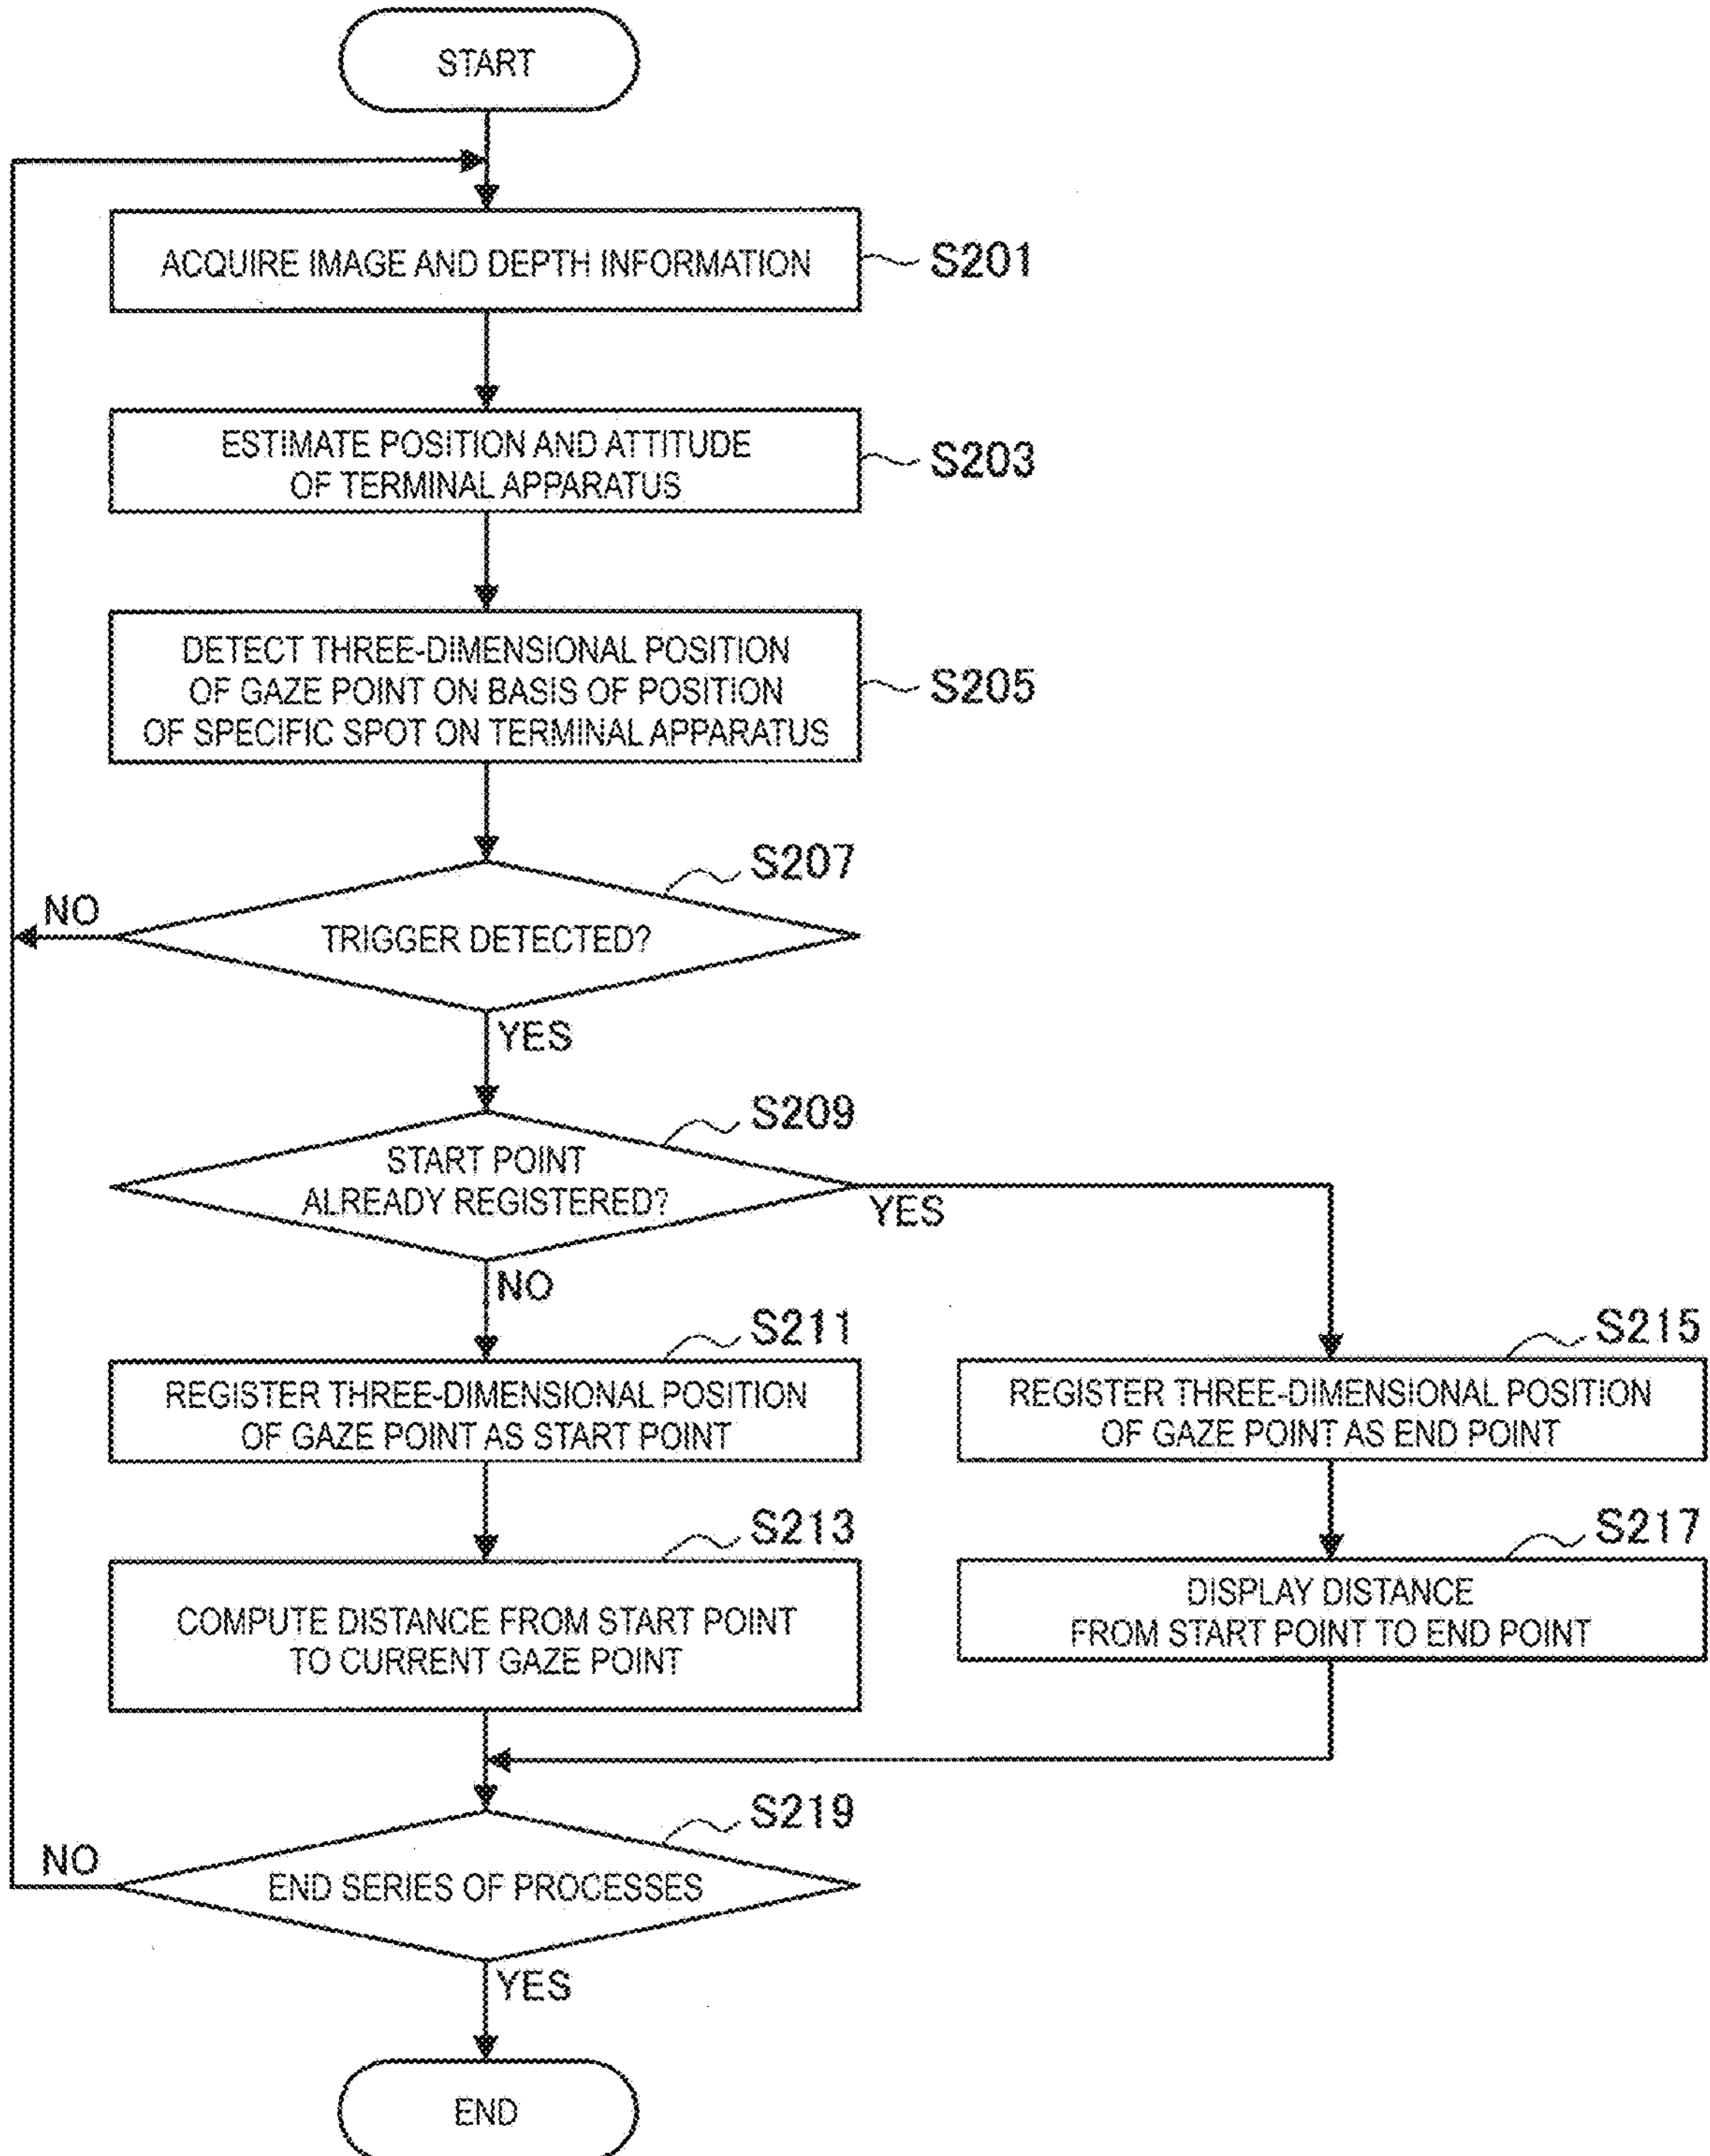 START
ACQUIRE IMAGE AND DEPTH INFORMATION
S201
ESTIMATE POSITION AND ATTITUDE
OF TERMINAL APPARATUS
S203
DETECT THREE-DIMENSIONAL POSITION
OF GAZE POINT ON BASIS OF POSITION
OF SPECIFIC SPOT ON TERMINAL APPARATUS
S205
S207
NO
TRIGGER DETECTED?
YES
S209
START POINT
ALREADY REGISTERED?
YES
NO
S211
REGISTER THREE-DIMENSIONAL POSITION
OF GAZE POINT AS START POINT
S215
REGISTER THREE-DIMENSIONAL POSITION
OF GAZE POINT AS END POINT
S213
COMPUTE DISTANCE FROM START POINT
TO CURRENT GAZE POINT
S217
DISPLAY DISTANCE
FROM START POINT TO END POINT
S219
NO
END SERIES OF PROCESSES
YES
END